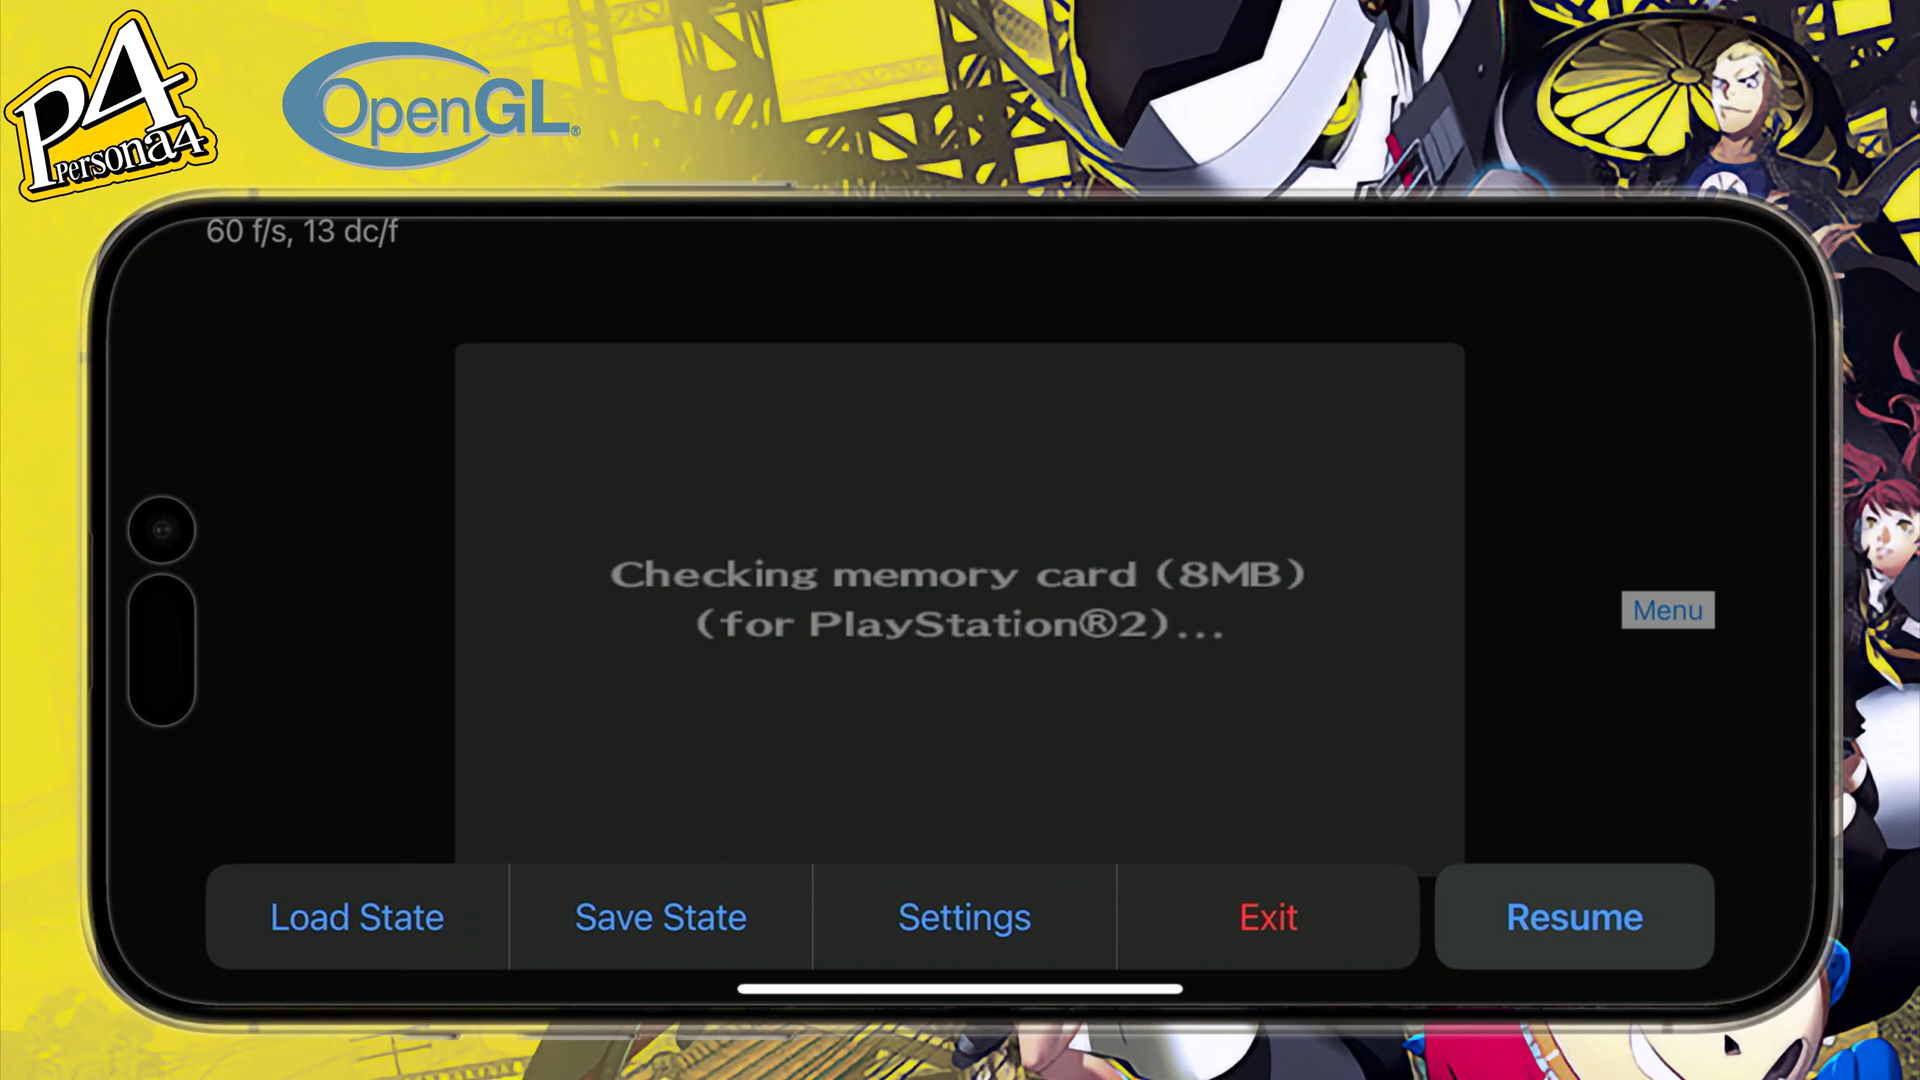 P4
Persona4
OpenGL®
60 f/s, 13 dc/f
Checking memory card (8MB)
(for PlayStation®2)...
Menu
Load State
Save State
Settings
Exit
Resume